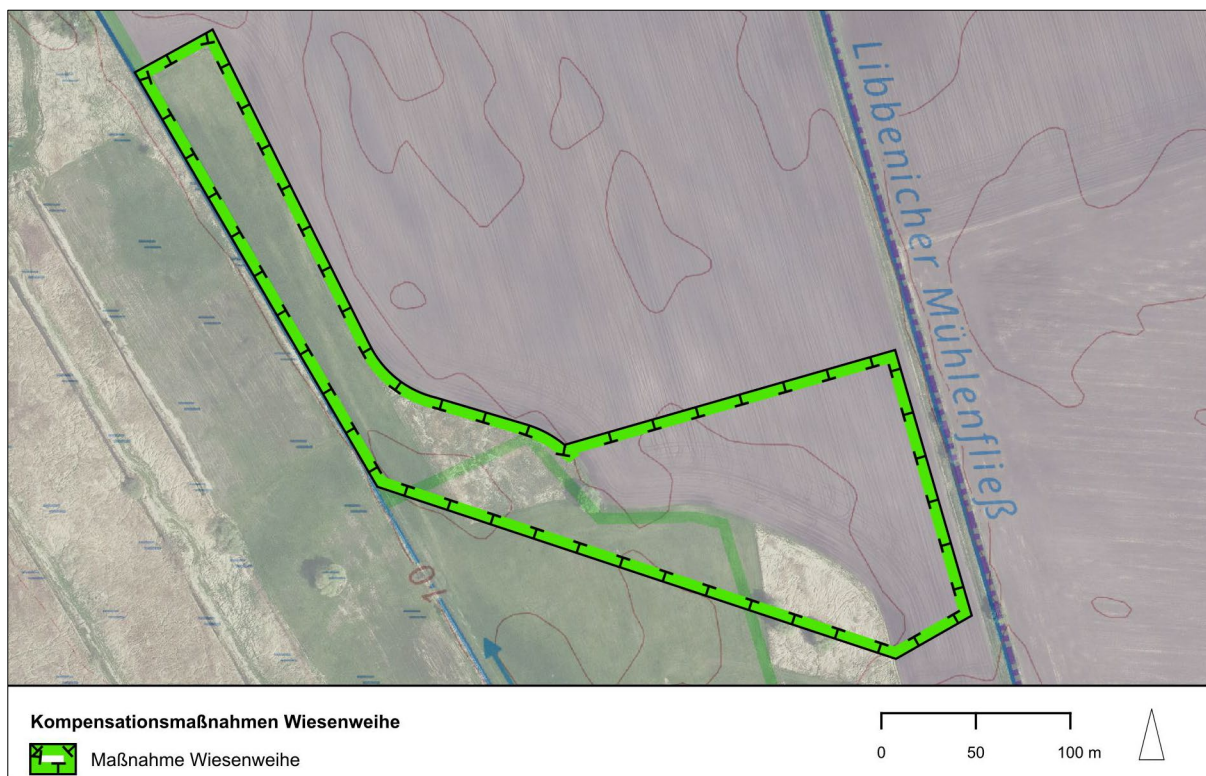 Libbenicher Mühlenfließ
10
Kompensationsmaßnahmen Wiesenweihe
Maßnahme Wiesenweihe
0 50 100 m